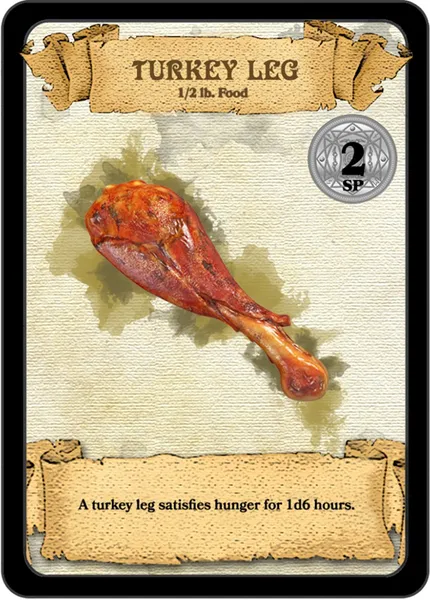 TURKEY LEG
1/2 lb. Food
2
SP
A turkey leg satisfies hunger for 1d6 hours.